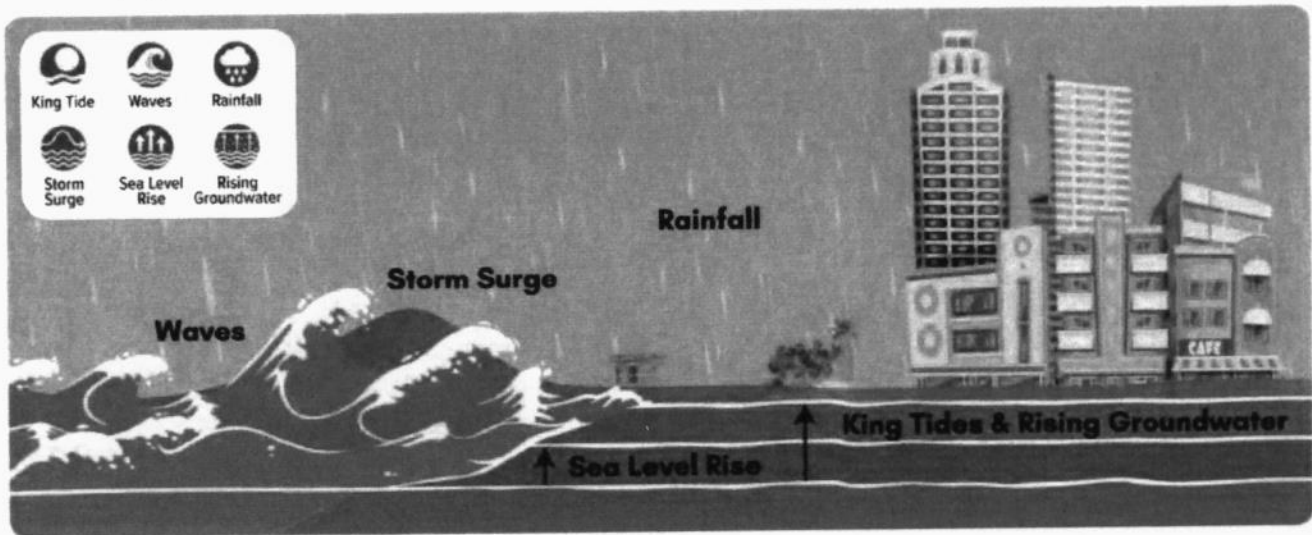 King Tide
Waves
Rainfall
Storm
Surge
Sea Level
Rise
Rising
Groundwater
Rainfall
Storm Surge
Waves
CAFE
King Tides & Rising Groundwater
Sea Level Rise